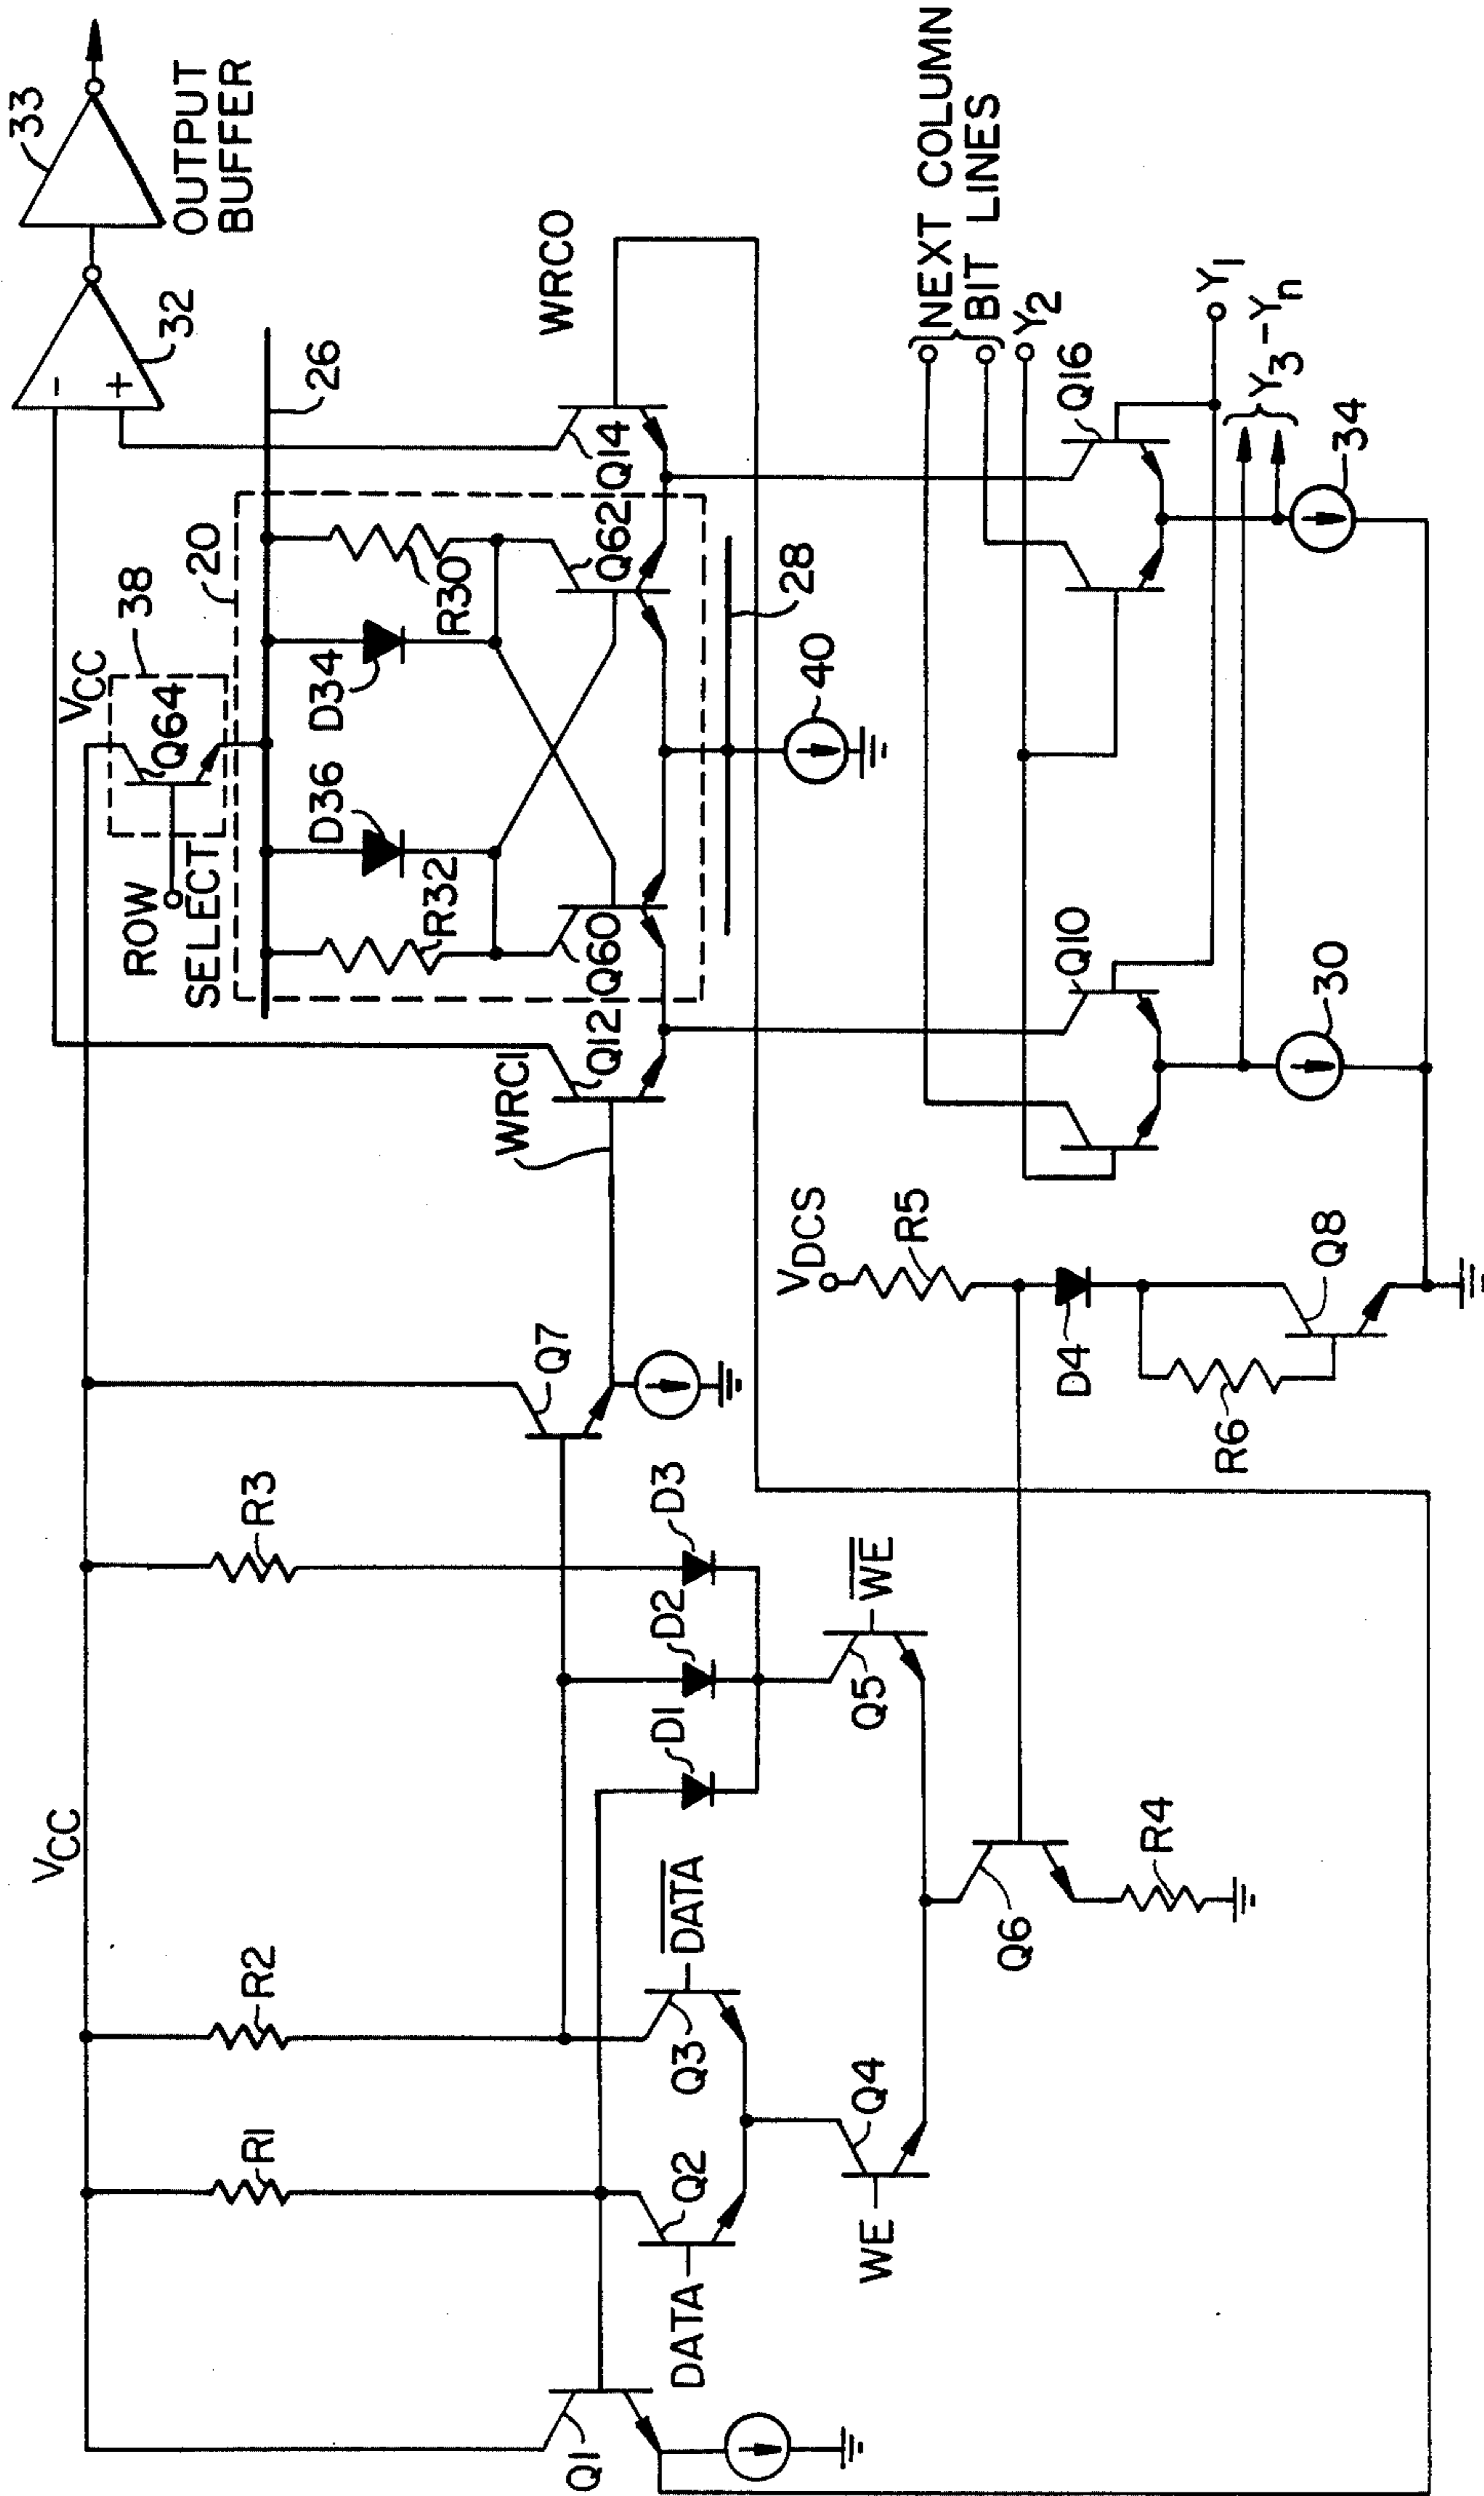 VCC
R1
R2
R3
Q1
DATA
Q2
Q3
DATA
WE
Q4
D1
D2
D3
Q5
WE
Q6
R4
Q7
VDCS
R5
D4
R6
Q8
WRC1
Q12
Q60
R32
D36
D34
R30
Q62
Q14
WRC0
ROW
SELECT
VCC
Q64
38
20
26
28
40
32
33
OUTPUT
BUFFER
NEXT COLUMN
BIT LINES
Y2
Q10
Q16
Y1
Y3-Yn
30
34
-
+